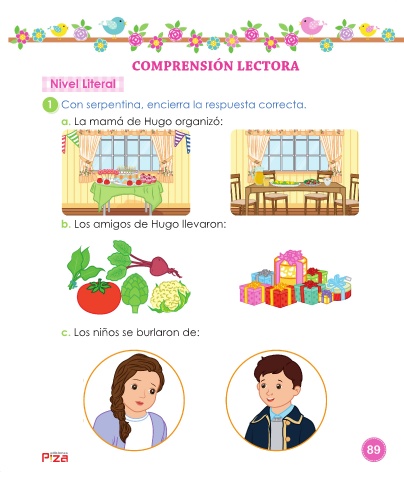 COMPRENSIÓN LECTORA
Nivel Literal
1 Con serpentina, encierra la respuesta correcta.
a. La mamá de Hugo organizó:
b. Los amigos de Hugo llevaron:
c. Los niños se burlaron de:
89
P'za